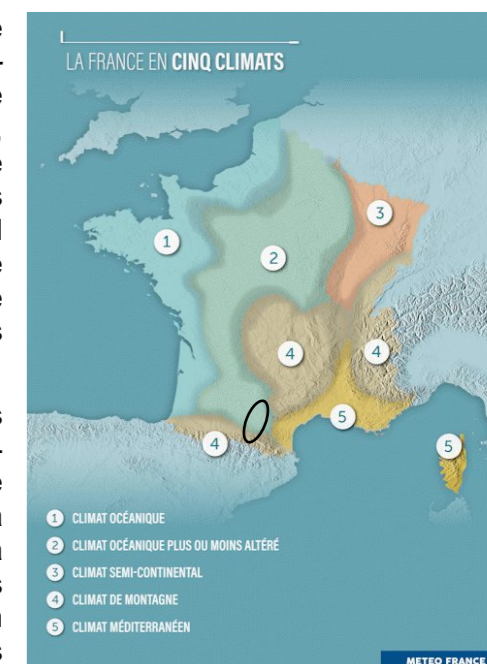 LA FRANCE EN CINQ CLIMATS
3
1
2
4
4
5
5
4
1 CLIMAT OCÉANIQUE
2 CLIMAT OCÉANIQUE PLUS OU MOINS ALTÉRÉ
3 CLIMAT SEMI-CONTINENTAL
4 CLIMAT DE MONTAGNE
5 CLIMAT MÉDITERRANÉEN
METEO FRANCE